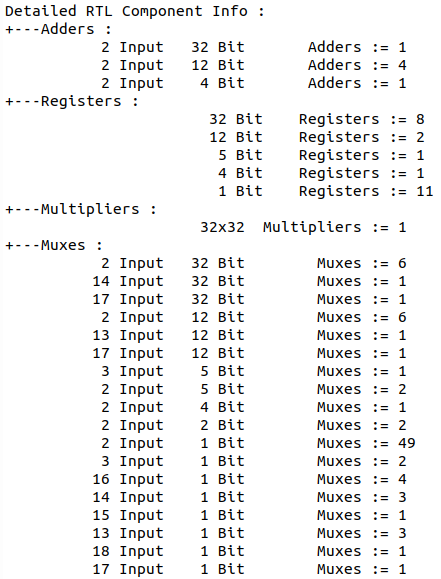 Detailed RTL Component Info :
+---Adders :
2 Input 32 Bit Adders := 1
2 Input 12 Bit Adders := 4
2 Input 4 Bit Adders := 1
+---Registers :
32 Bit Registers := 8
12 Bit Registers := 2
5 Bit Registers := 1
4 Bit Registers := 1
1 Bit Registers := 11
+---Multipliers :
32x32 Multipliers := 1
+---Muxes :
2 Input 32 Bit Muxes := 6
14 Input 32 Bit Muxes := 1
17 Input 32 Bit Muxes := 1
2 Input 12 Bit Muxes := 6
13 Input 12 Bit Muxes := 1
17 Input 12 Bit Muxes := 1
3 Input 5 Bit Muxes := 1
2 Input 5 Bit Muxes := 2
2 Input 4 Bit Muxes := 1
2 Input 2 Bit Muxes := 2
2 Input 1 Bit Muxes := 49
3 Input 1 Bit Muxes := 2
16 Input 1 Bit Muxes := 4
14 Input 1 Bit Muxes := 3
15 Input 1 Bit Muxes := 1
13 Input 1 Bit Muxes := 3
18 Input 1 Bit Muxes := 1
17 Input 1 Bit Muxes := 1